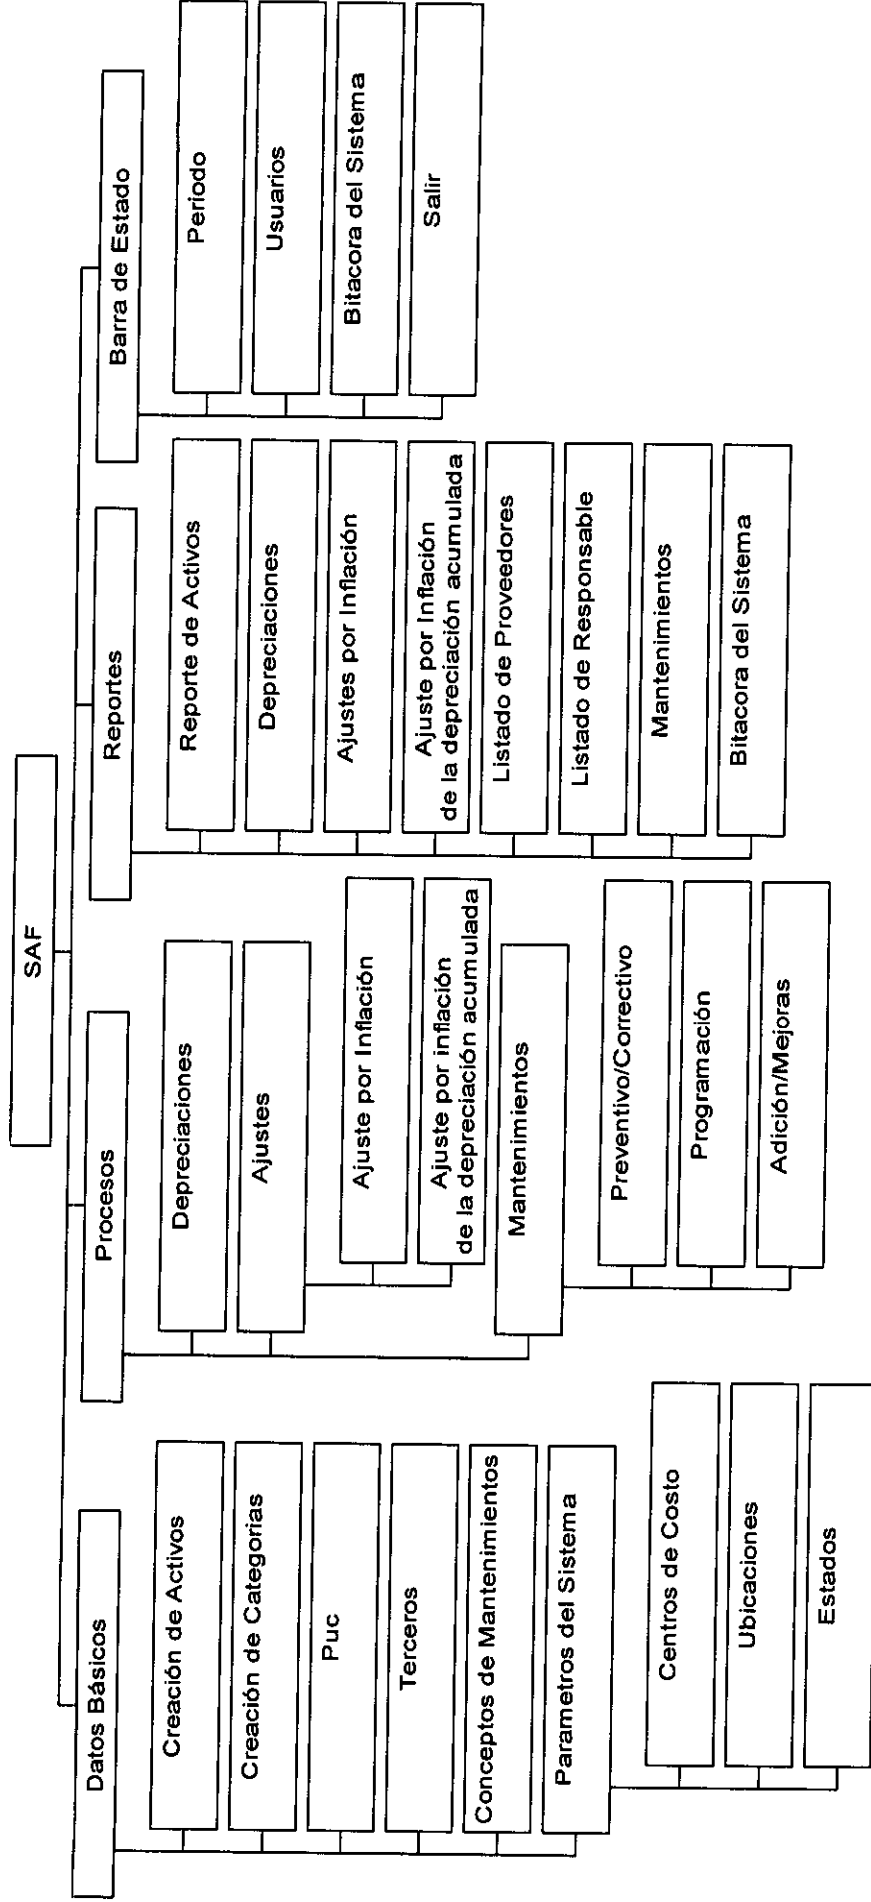 SAF
Datos Básicos
Creación de Activos
Creación de Categorias
Puc
Terceros
Conceptos de Mantenimientos
Parametros del Sistema
Centros de Costo
Ubicaciones
Estados
Procesos
Depreciaciones
Ajustes
Ajuste por Inflación
Ajuste por inflación
de la depreciación acumulada
Mantenimientos
Preventivo/Correctivo
Programación
Adición/Mejoras
Reportes
Reporte de Activos
Depreciaciones
Ajustes por Inflación
Ajuste por Inflación
de la depreciación acumulada
Listado de Proveedores
Listado de Responsable
Mantenimientos
Bitacora del Sistema
Barra de Estado
Periodo
Usuarios
Bitacora del Sistema
Salir